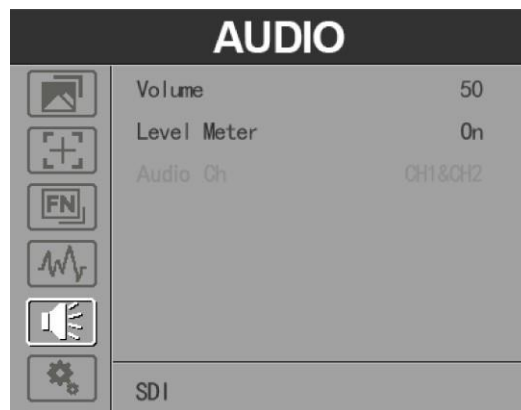 AUDIO
Volume 50
Level Meter On
Audio Ch CH1&CH2
FN
SDI